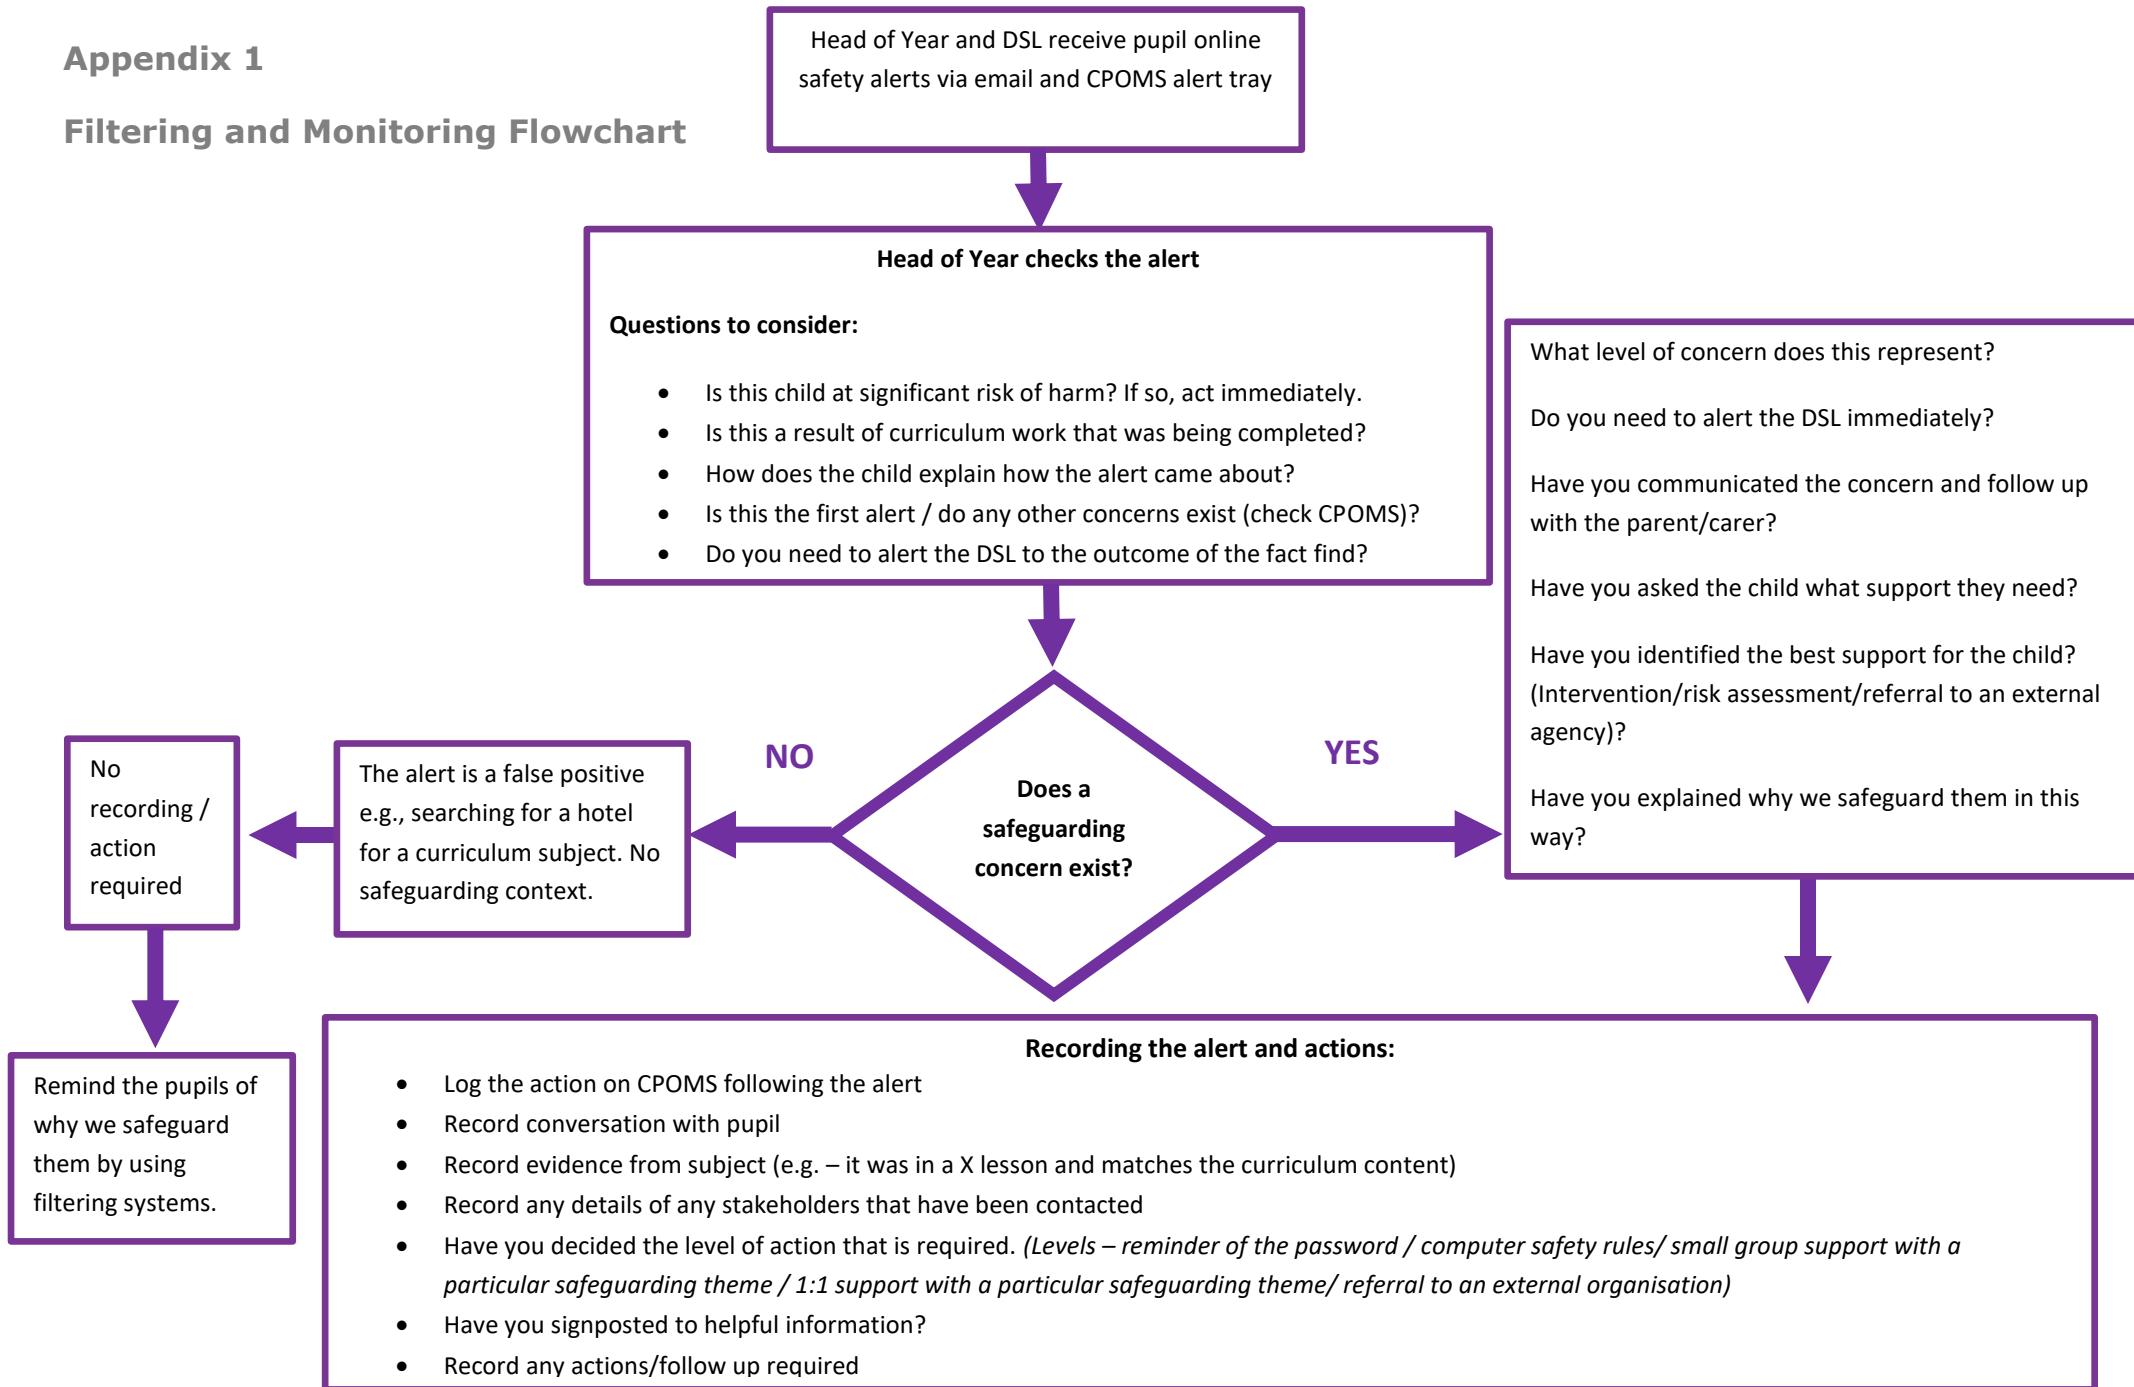 Appendix 1
Filtering and Monitoring Flowchart
Head of Year and DSL receive pupil online
safety alerts via email and CPOMS alert tray
Head of Year checks the alert
Questions to consider:
• Is this child at significant risk of harm? If so, act immediately.
• Is this a result of curriculum work that was being completed?
• How does the child explain how the alert came about?
• Is this the first alert / do any other concerns exist (check CPOMS)?
• Do you need to alert the DSL to the outcome of the fact find?
Does a
safeguarding
concern exist?
NO
The alert is a false positive
e.g., searching for a hotel
for a curriculum subject. No
safeguarding context.
No
recording /
action
required
Remind the pupils of
why we safeguard
them by using
filtering systems.
YES
What level of concern does this represent?
Do you need to alert the DSL immediately?
Have you communicated the concern and follow up
with the parent/carer?
Have you asked the child what support they need?
Have you identified the best support for the child?
(Intervention/risk assessment/referral to an external
agency)?
Have you explained why we safeguard them in this
way?
Recording the alert and actions:
• Log the action on CPOMS following the alert
• Record conversation with pupil
• Record evidence from subject (e.g. – it was in a X lesson and matches the curriculum content)
• Record any details of any stakeholders that have been contacted
• Have you decided the level of action that is required. (Levels – reminder of the password / computer safety rules/ small group support with a
particular safeguarding theme / 1:1 support with a particular safeguarding theme/ referral to an external organisation)
• Have you signposted to helpful information?
• Record any actions/follow up required